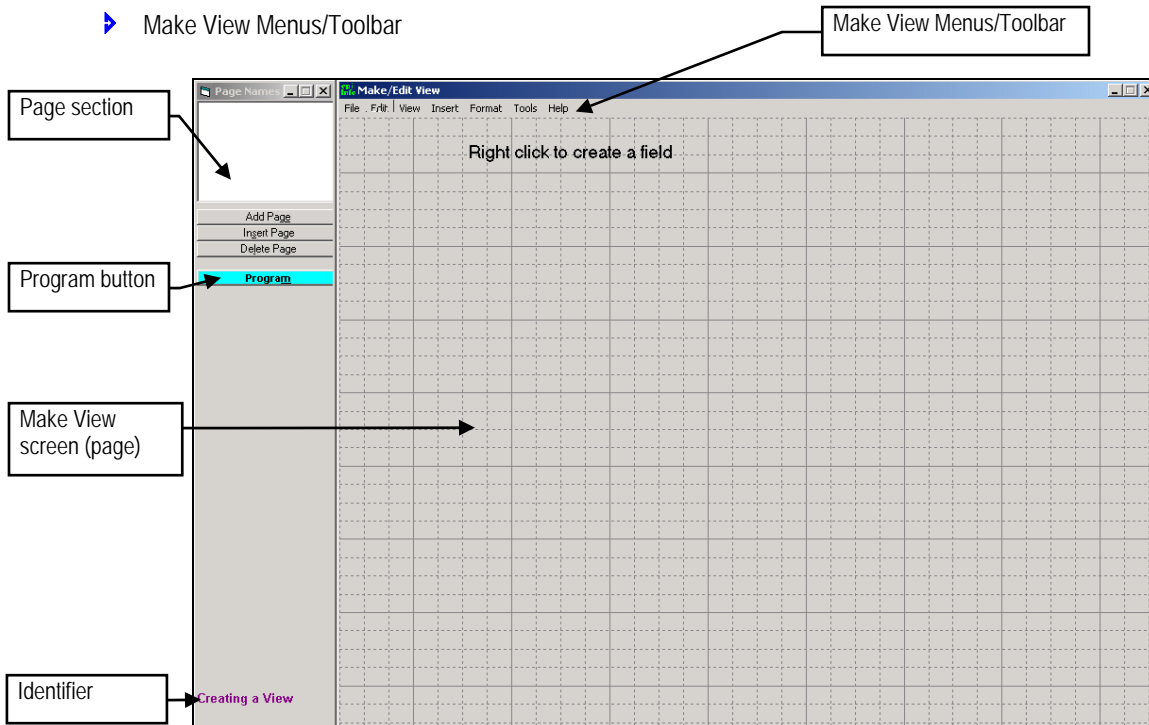 Make View Menus/Toolbar
Make View Menus/Toolbar
Page section
Page Names
Make/Edit View
File Edit View Insert Format Tools Help
Right click to create a field
Add Page
Insert Page
Delete Page
Program button
Program
Make View
screen (page)
Identifier
Creating a View